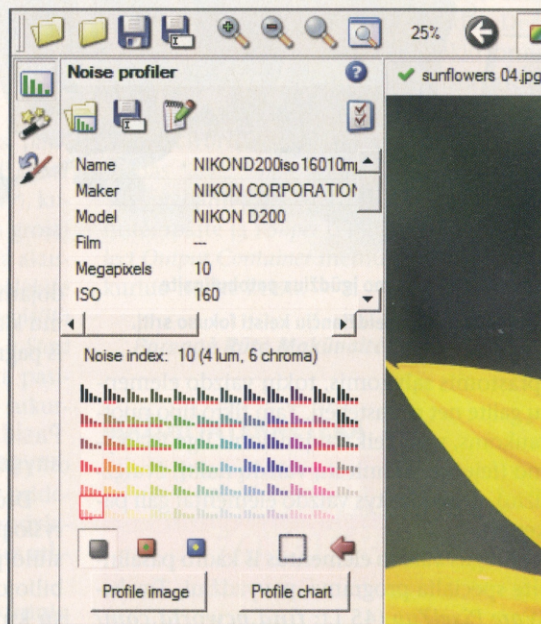 25%
Noise profiler
sunflowers 04.jpg
Name NIKOND200iso16010mp
Maker NIKON CORPORATION
Model NIKON D200
Film ---
Megapixels 10
ISO 160
Noise index: 10 (4 lum, 6 chroma)
Profile image Profile chart